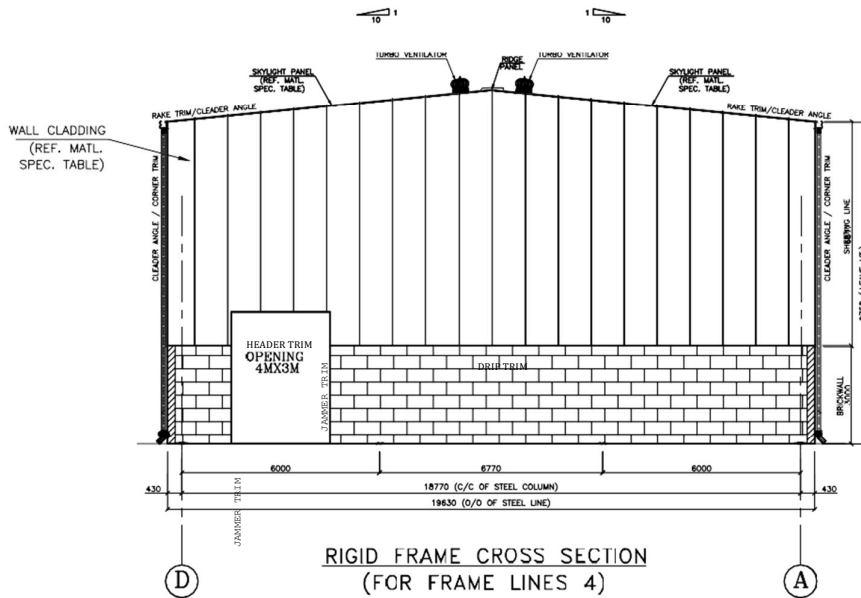 1
10
1
10
TURBO VENTILATOR
RIDGE
PANEL
TURBO VENTILATOR
SKYLIGHT PANEL
(REF. MATL.
SPEC. TABLE)
SKYLIGHT PANEL
(REF. MATL.
SPEC. TABLE)
RAKE TRIM/CLEADER ANGLE
RAKE TRIM/CLEADER ANGLE
WALL CLADDING
(REF. MATL.
SPEC. TABLE)
CLEADER ANGLE / CORNER TRIM
CLEADER ANGLE / CORNER TRIM
LINE
HEADER TRIM
OPENING
4MX3M
JAMMER TRIM
DRIP TRIM
BRICKWALL
3000
6000
6770
6000
430
18770 (C/C OF STEEL COLUMN)
430
19630 (O/O OF STEEL LINE)
JAMMER TRIM
RIGID FRAME CROSS SECTION
(FOR FRAME LINES 4)
D
A